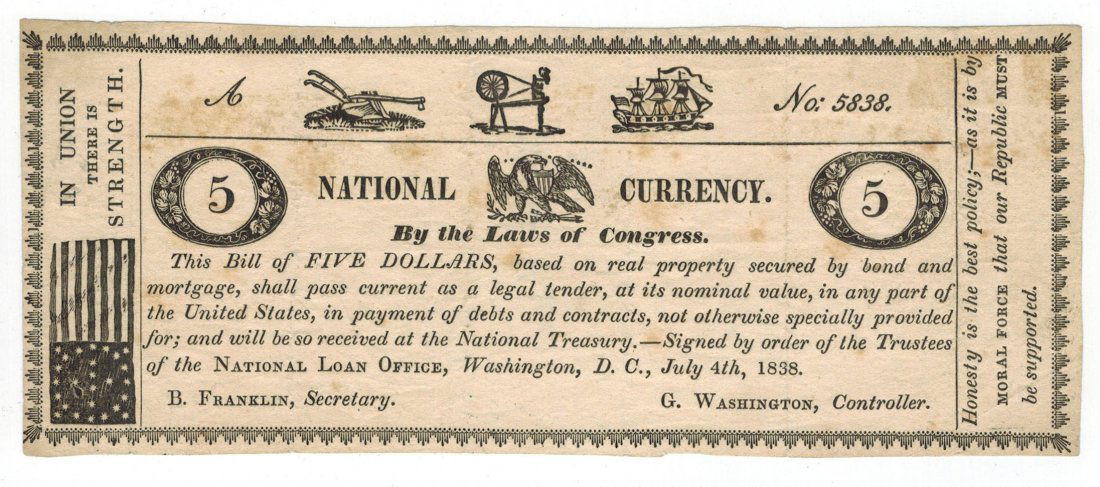 IN UNION
THERE IS
STRENGTH.
A
No: 5838.
5
NATIONAL CURRENCY.
5
By the Laws of Congress.
This Bill of FIVE DOLLARS, based on real property secured by bond and
mortgage, shall pass current as a legal tender, at its nominal value, in any part of
the United States, in payment of debts and contracts, not otherwise specially provided
for; and will be so received at the National Treasury.—Signed by order of the Trustees
of the NATIONAL LOAN OFFICE, Washington, D. C., July 4th, 1838.
B. FRANKLIN, Secretary.
G. WASHINGTON, Controller.
Honesty is the best policy;—as it is by
MORAL FORCE that our Republic MUST
be supported.